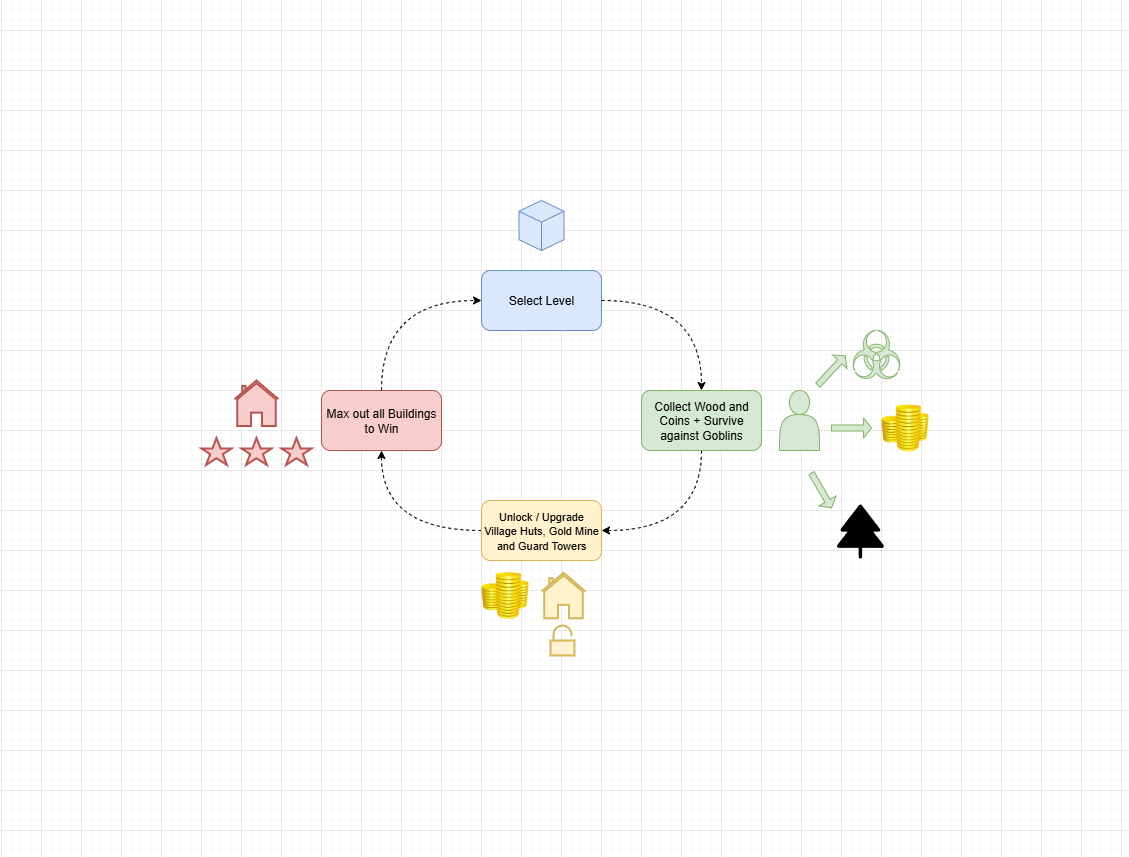 Select Level
Collect Wood and
Coins + Survive
against Goblins
Max out all Buildings
to Win
Unlock / Upgrade
Village Huts, Gold Mine
and Guard Towers